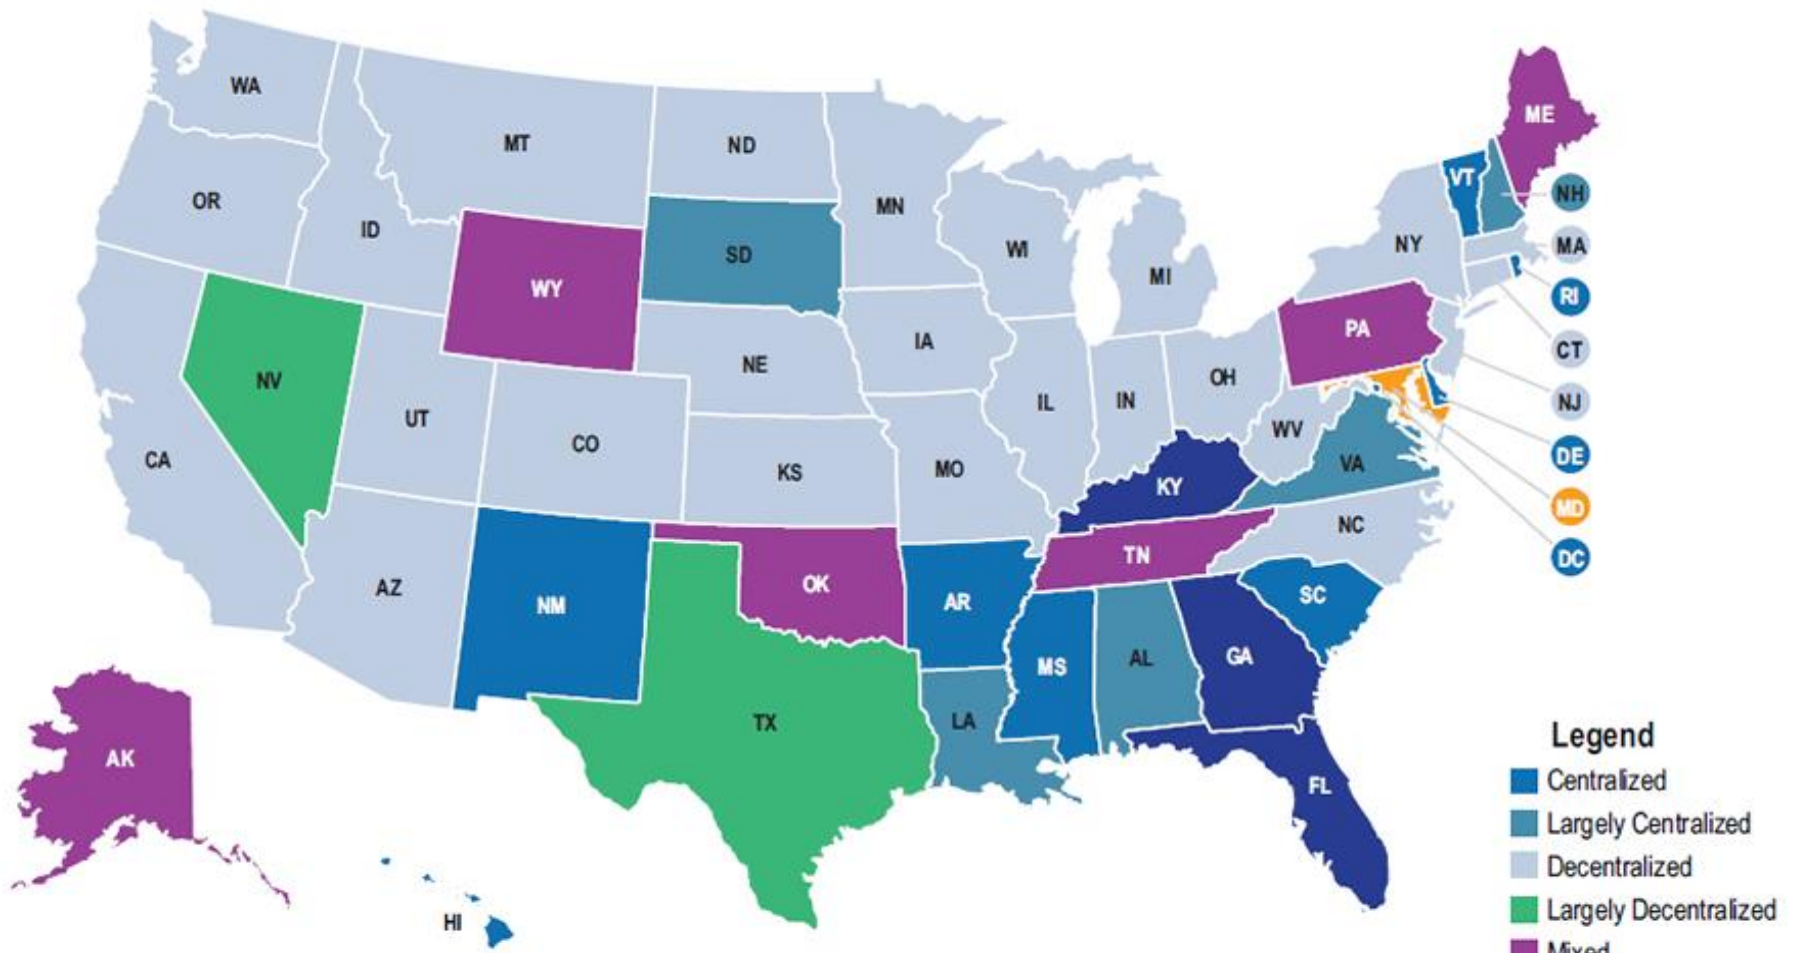 WA
MT
ND
MN
OR
ID
SD
WI
MI
NY
VT
ME
NH
MA
RI
CT
NJ
DE
MD
DC
WY
NE
IA
PA
NV
UT
CO
KS
MO
IL
IN
OH
WV
VA
CA
KY
NC
TN
AZ
NM
OK
AR
SC
MS
AL
GA
TX
LA
FL
AK
HI
Legend
Centralized
Largely Centralized
Decentralized
Largely Decentralized
Mixed